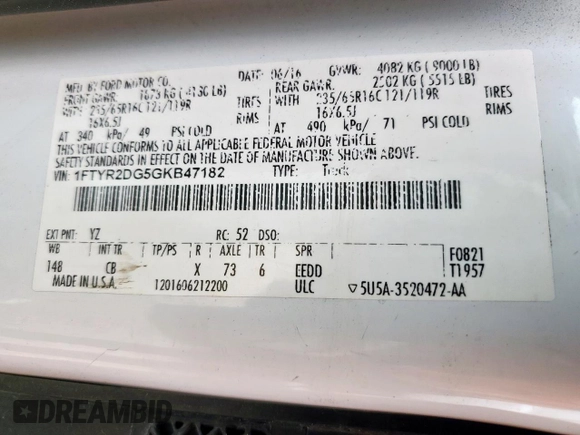 MFD. BY FORD MOTOR CO.
DATE: 06/16 GVWR: 4082 KG ( 9000 LB)
FRONT GAWR: 1873 KG ( 4130 LB)
REAR GAWR: 2502 KG ( 5515 LB)
WITH 235/65R16C 121/119R TIRES
WITH 235/65R16C 121/119R TIRES
16X6.5J RIMS
16X6.5J RIMS
AT 340 kPa/ 49 PSI COLD
AT 490 kPa/ 71 PSI COLD
THIS VEHICLE CONFORMS TO ALL APPLICABLE FEDERAL MOTOR VEHICLE
SAFETY STANDARDS IN EFFECT ON THE DATE OF MANUFACTURE SHOWN ABOVE.
VIN: 1FTYR2DG5GKB47182 TYPE: Truck
EXT PNT: YZ RC: 52 DSO:
WB INT TR TP/PS R AXLE TR SPR F0821
148 CB X 73 6 EEDD T1957
MADE IN U.S.A. 1201606212200 ULC ▽5U5A-3520472-AA
DREAMBID